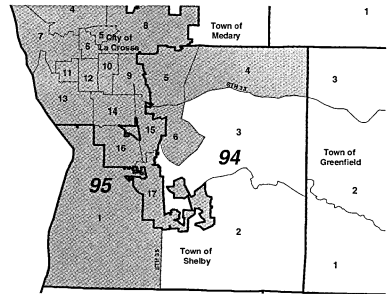 4
8
1
Town of
Medary
7
5
City of
La Crosse
6
11
12
10
9
5
4
3
STH 33
13
14
15
6
3
94
Town of
Greenfield
16
95
17
2
1
2
STH 35
Town of
Shelby
1